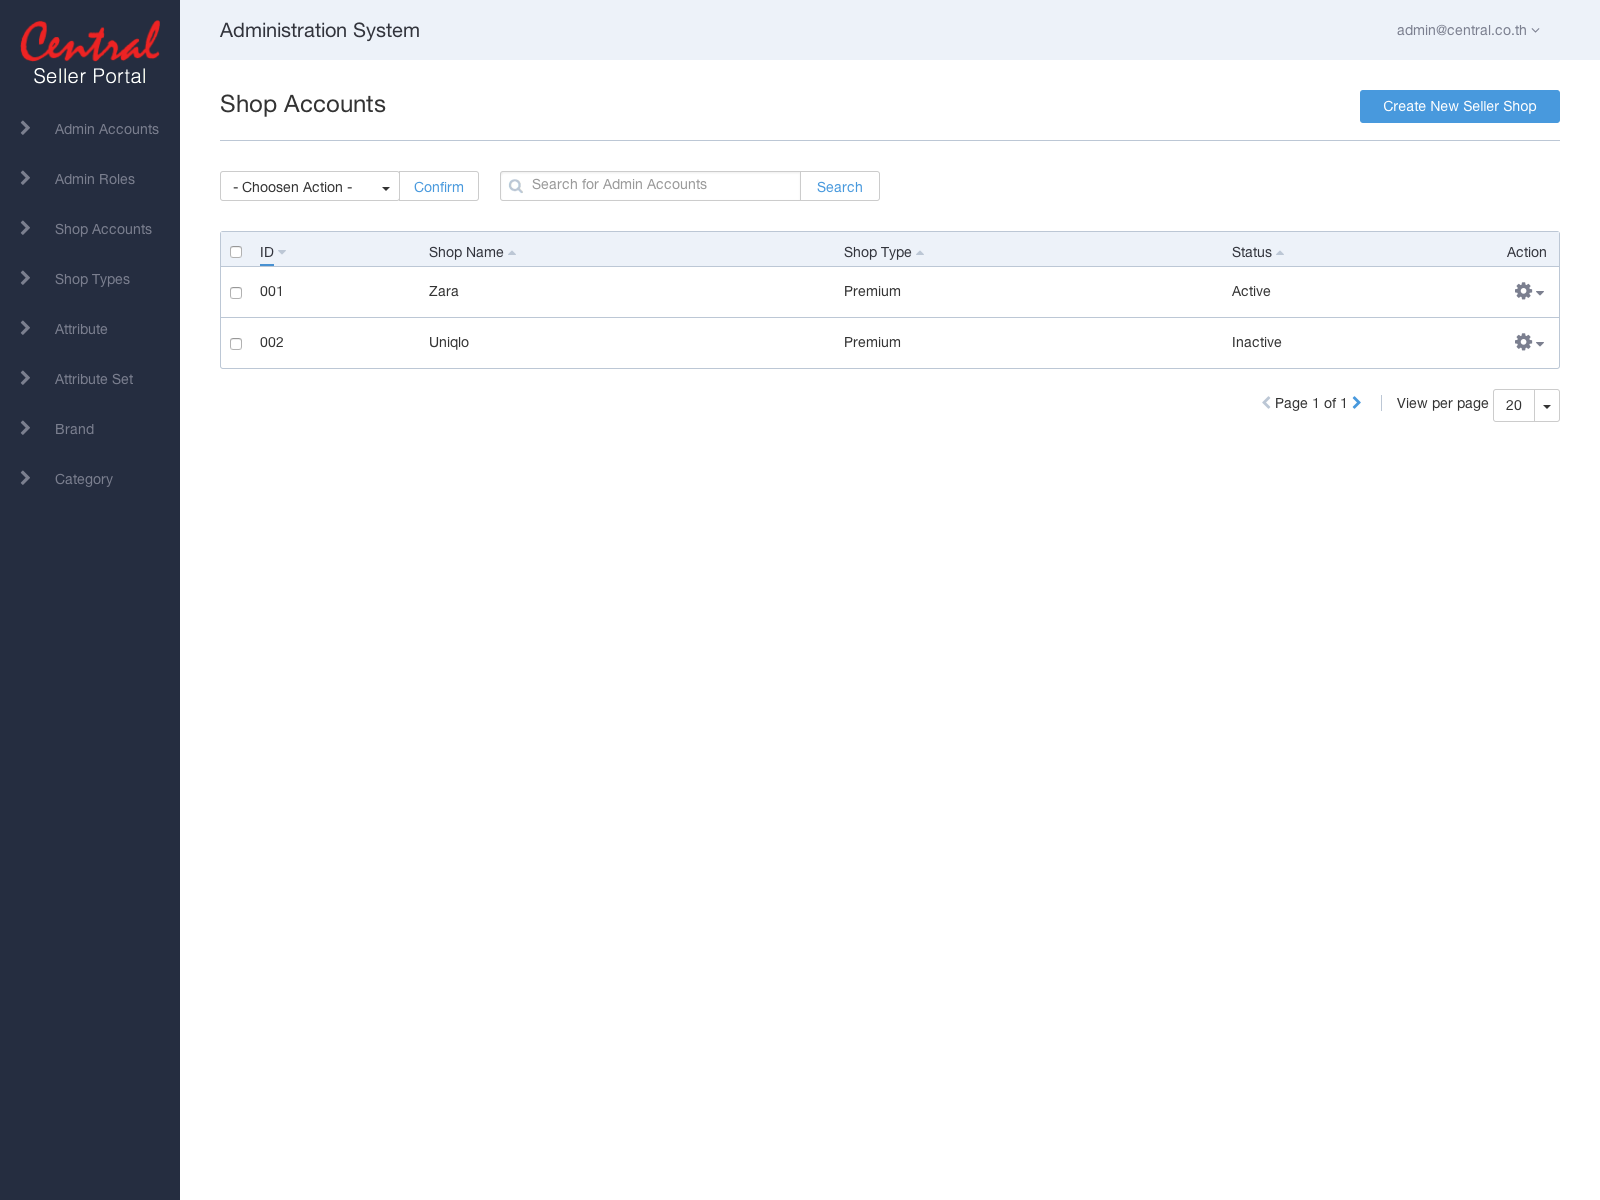 Central
Seller Portal
Admin Accounts
Admin Roles
Shop Accounts
Shop Types
Attribute
Attribute Set
Brand
Category
Administration System
admin@central.co.th
Shop Accounts
Create New Seller Shop
- Choosen Action -
Confirm
Search for Admin Accounts
Search
ID Shop Name Shop Type Status Action
001 Zara Premium Active
002 Uniqlo Premium Inactive
Page 1 of 1 View per page 20